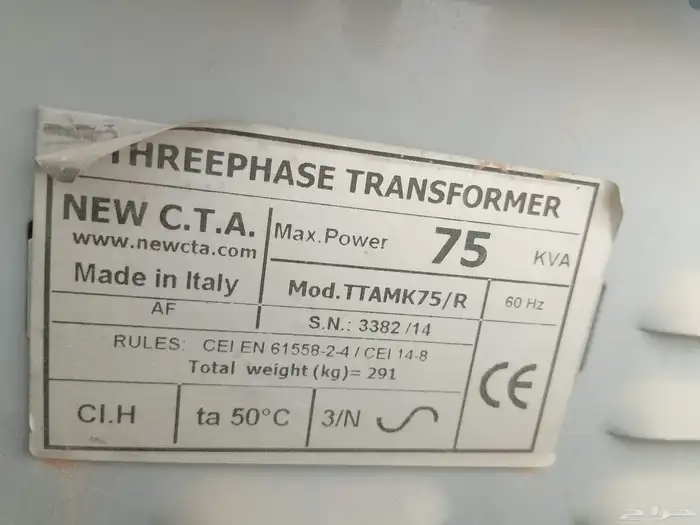 THREEPHASE TRANSFORMER
NEW C.T.A.
www.newcta.com
Made in Italy
AF
Max.Power 75 KVA
Mod.TTAMK75/R
60 Hz
S.N.: 3382 /14
RULES: CEI EN 61558-2-4 / CEI 14-8
Total weight (kg)= 291
CE
Cl.H
ta 50°C
3/N
حراج